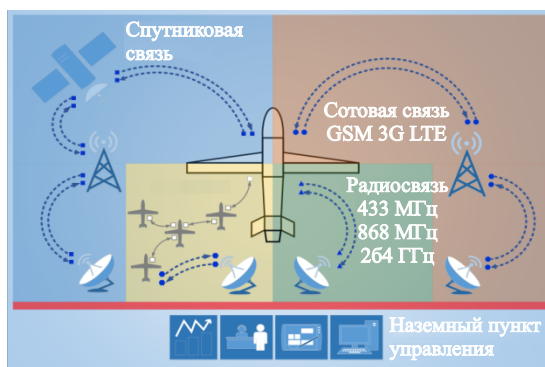 Спутниковая
связь
Сотовая связь
GSM 3G LTE
Радиосвязь
433 МГц
868 МГц
264 ГГц
Наземный пункт
управления